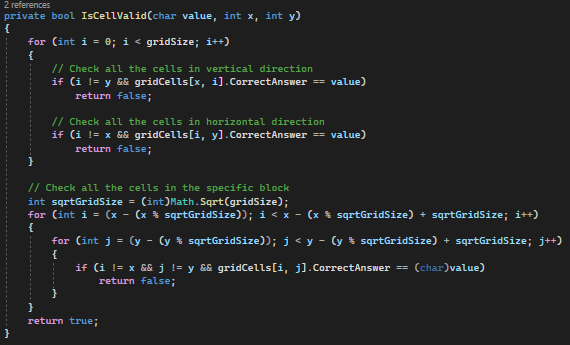 2 references
private bool IsCellValid(char value, int x, int y)
{
    for (int i = 0; i < gridSize; i++)
    {
        // Check all the cells in vertical direction
        if (i != y && gridCells[x, i].CorrectAnswer == value)
            return false;

        // Check all the cells in horizontal direction
        if (i != x && gridCells[i, y].CorrectAnswer == value)
            return false;
    }

    // Check all the cells in the specific block
    int sqrtGridSize = (int)Math.Sqrt(gridSize);
    for (int i = (x - (x % sqrtGridSize)); i < x - (x % sqrtGridSize) + sqrtGridSize; i++)
    {
        for (int j = (y - (y % sqrtGridSize)); j < y - (y % sqrtGridSize) + sqrtGridSize; j++)
        {
            if (i != x && j != y && gridCells[i, j].CorrectAnswer == (char)value)
                return false;
        }
    }
    return true;
}